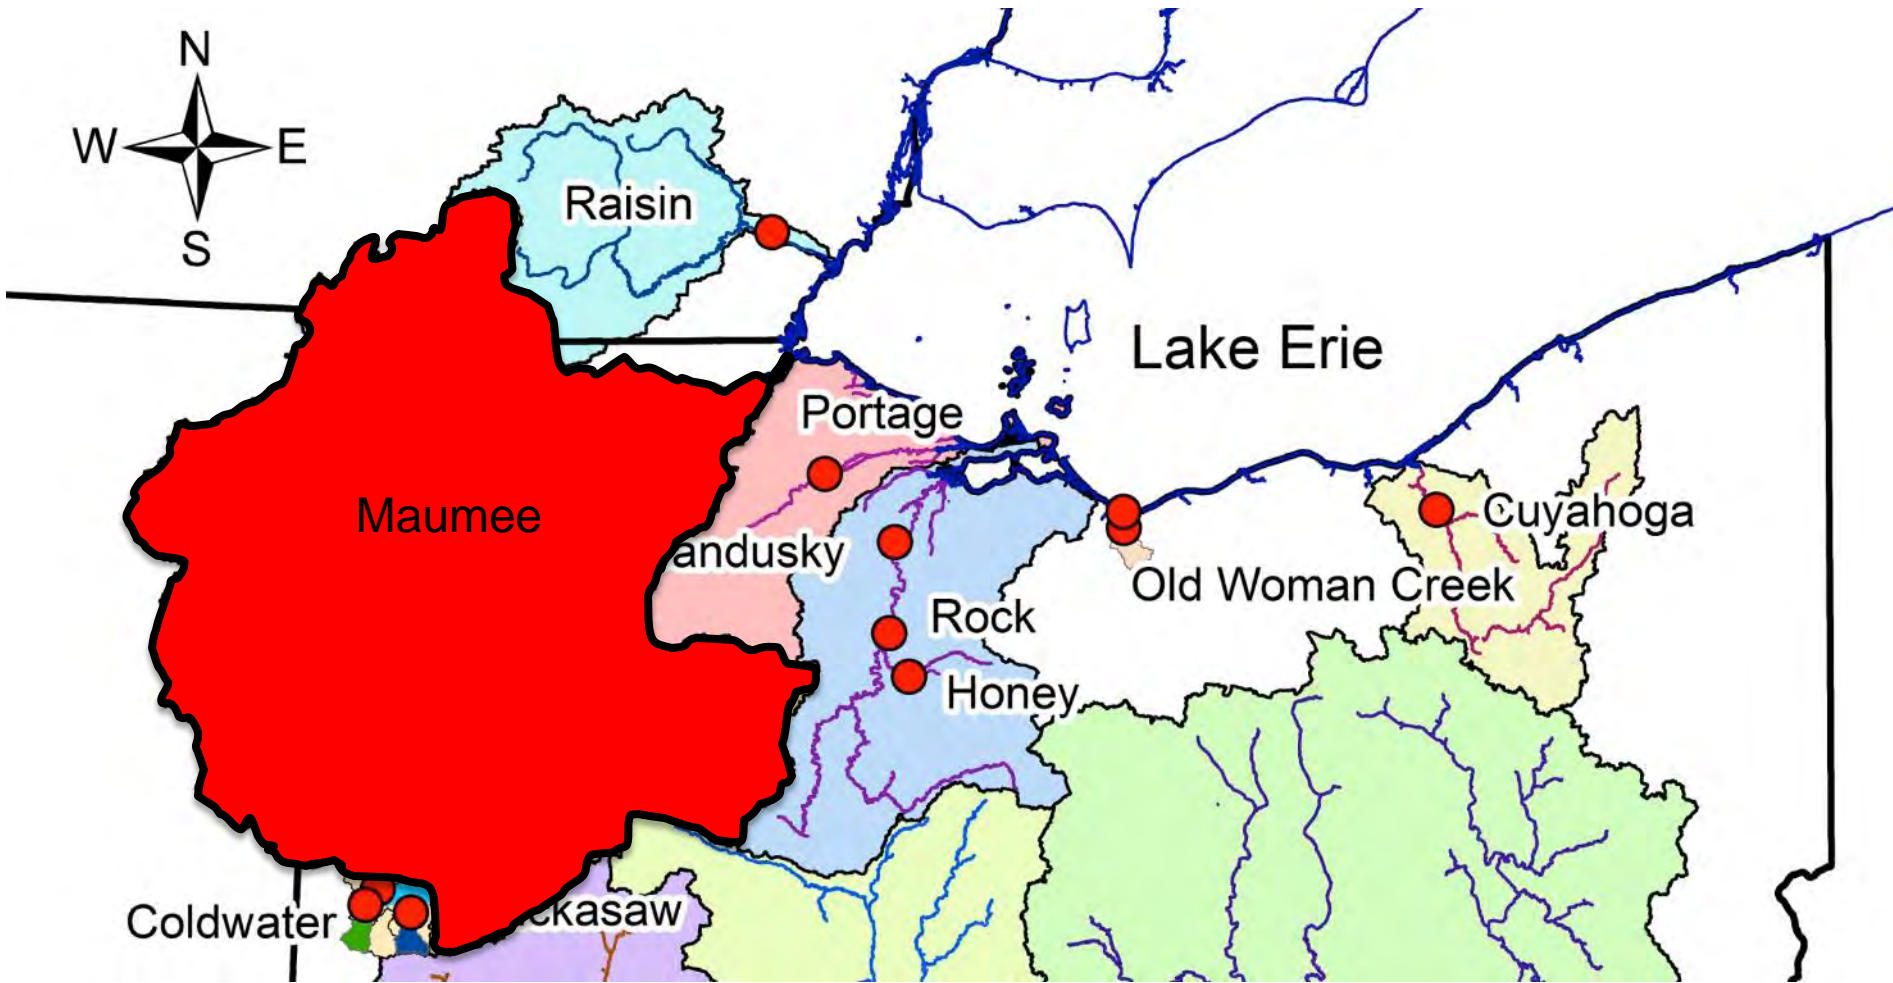 N
W
E
S
Raisin
Lake Erie
Portage
Maumee
Cuyahoga
andusky
Old Woman Creek
Rock
Honey
Coldwater
ckasaw